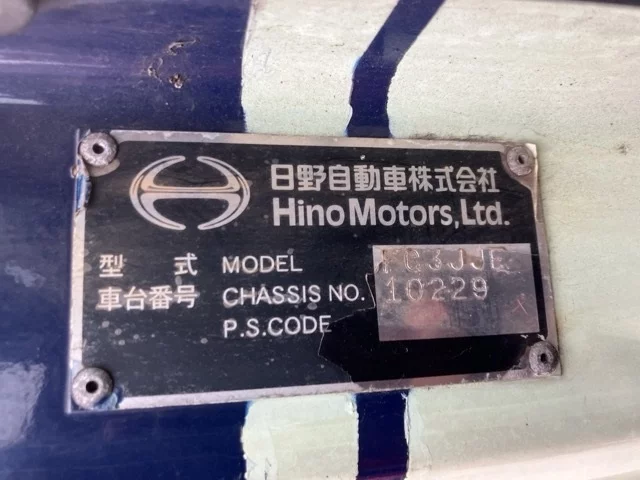 日野自動車株式会社
Hino Motors, Ltd.
型式 MODEL FC3JJE
車台番号 CHASSIS NO. 10229
P.S.CODE